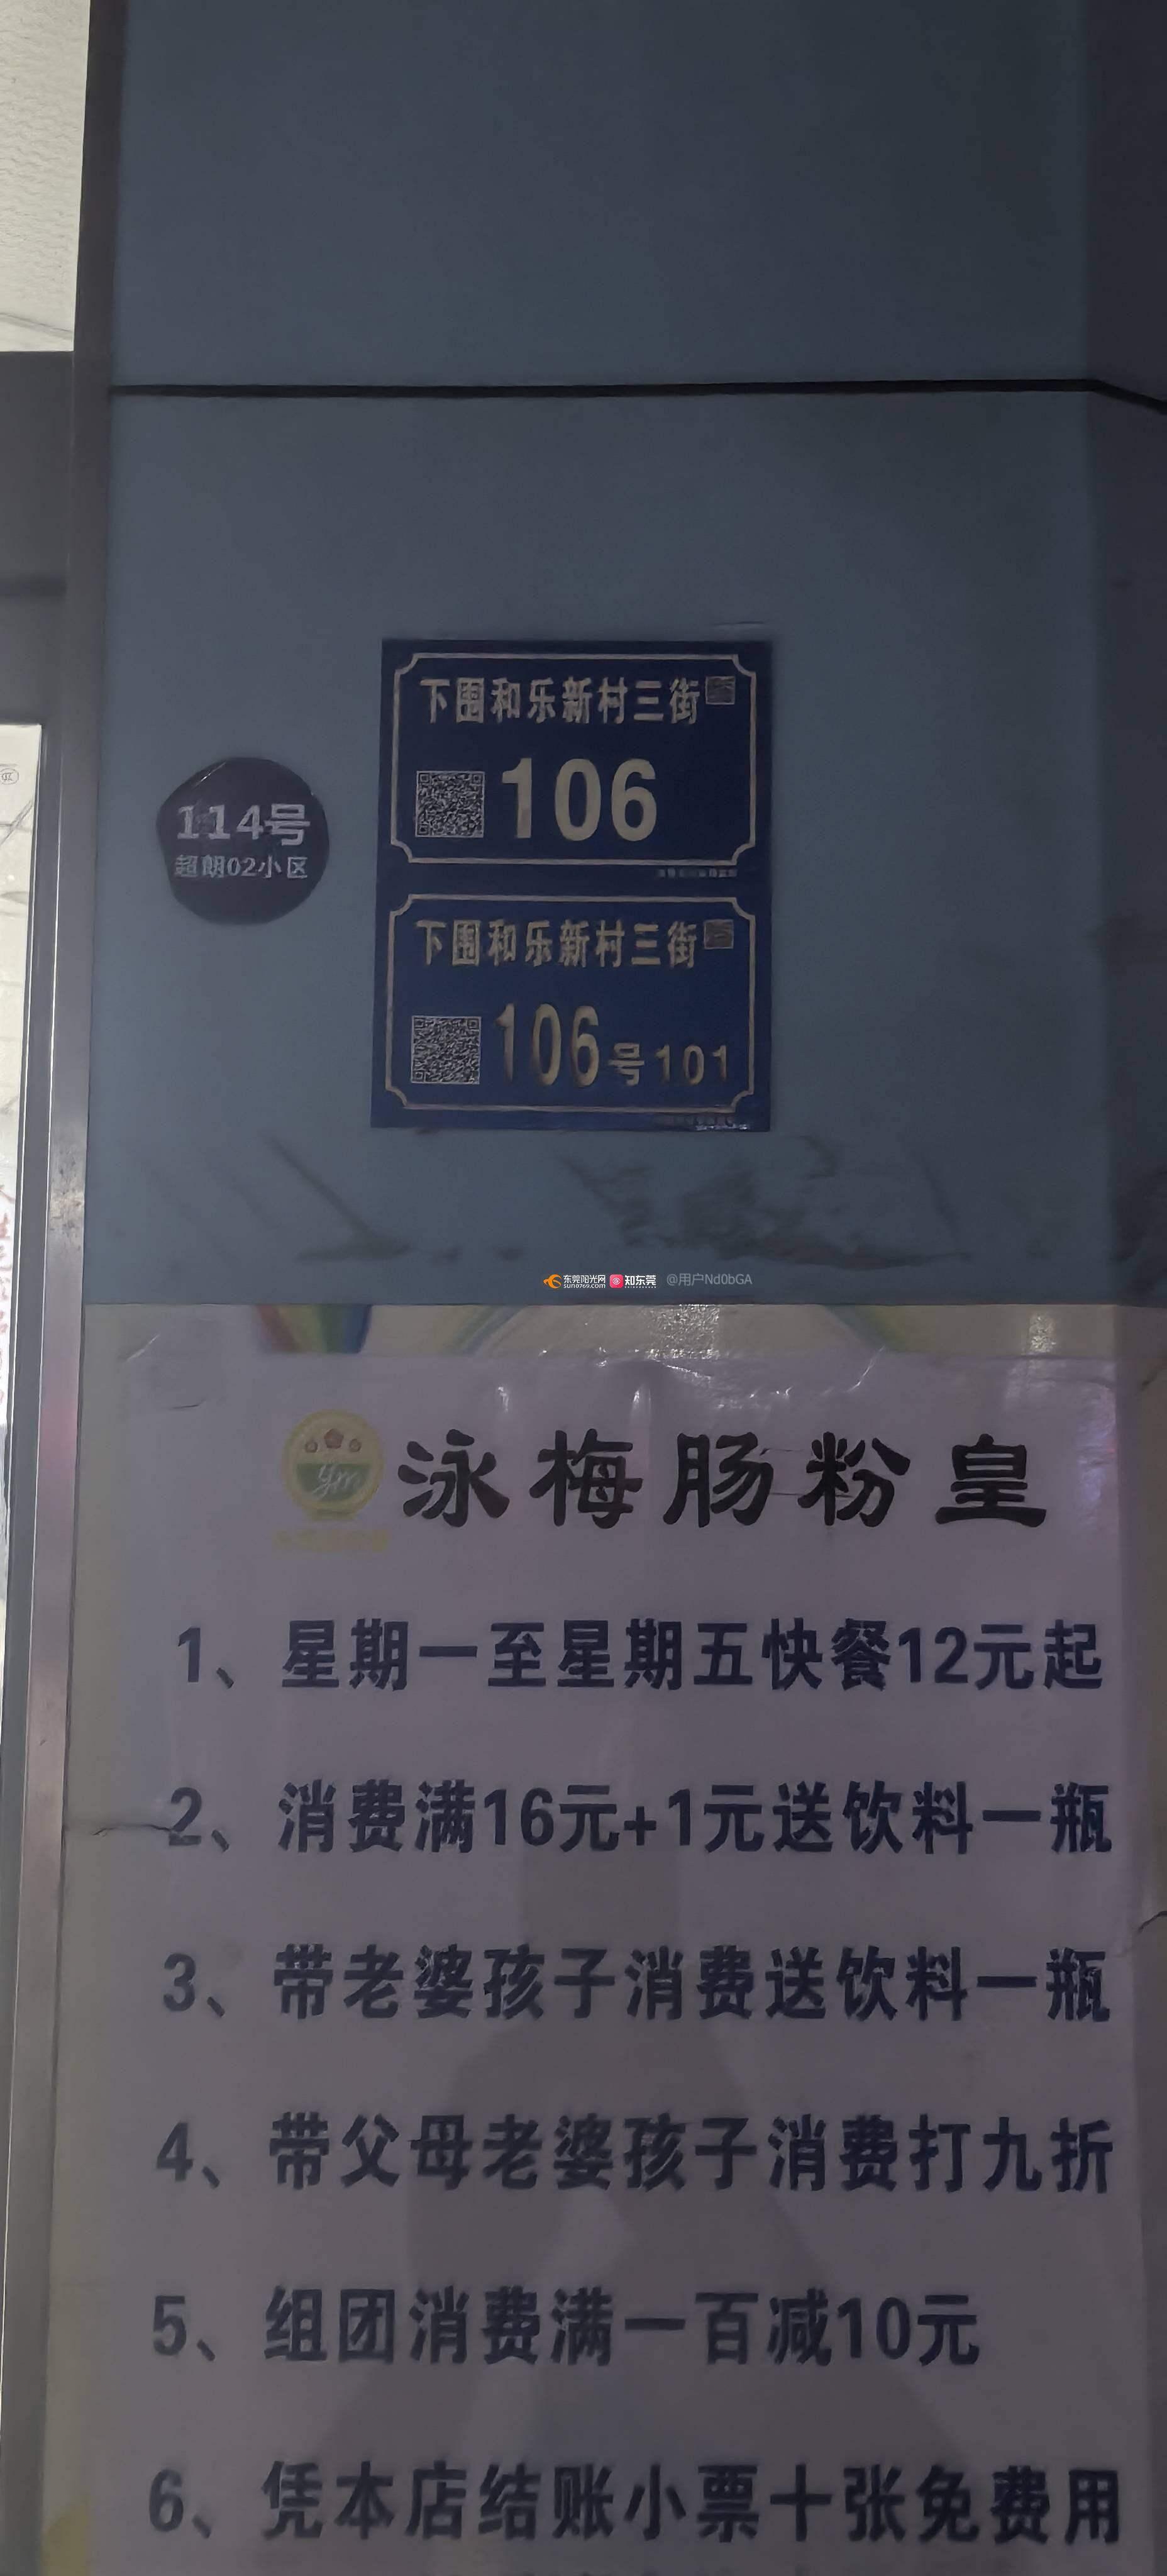 下围和乐新村三街
106
114号
超朗02小区
下围和乐新村三街
106号101
东莞阳光网
sun0769.com
知东莞
@用户Nd0bGA
ym
泳梅肠粉皇
1、星期一至星期五快餐12元起
2、消费满16元+1元送饮料一瓶
3、带老婆孩子消费送饮料一瓶
4、带父母老婆孩子消费打九折
5、组团消费满一百减10元
6、凭本店结账小票十张免费用